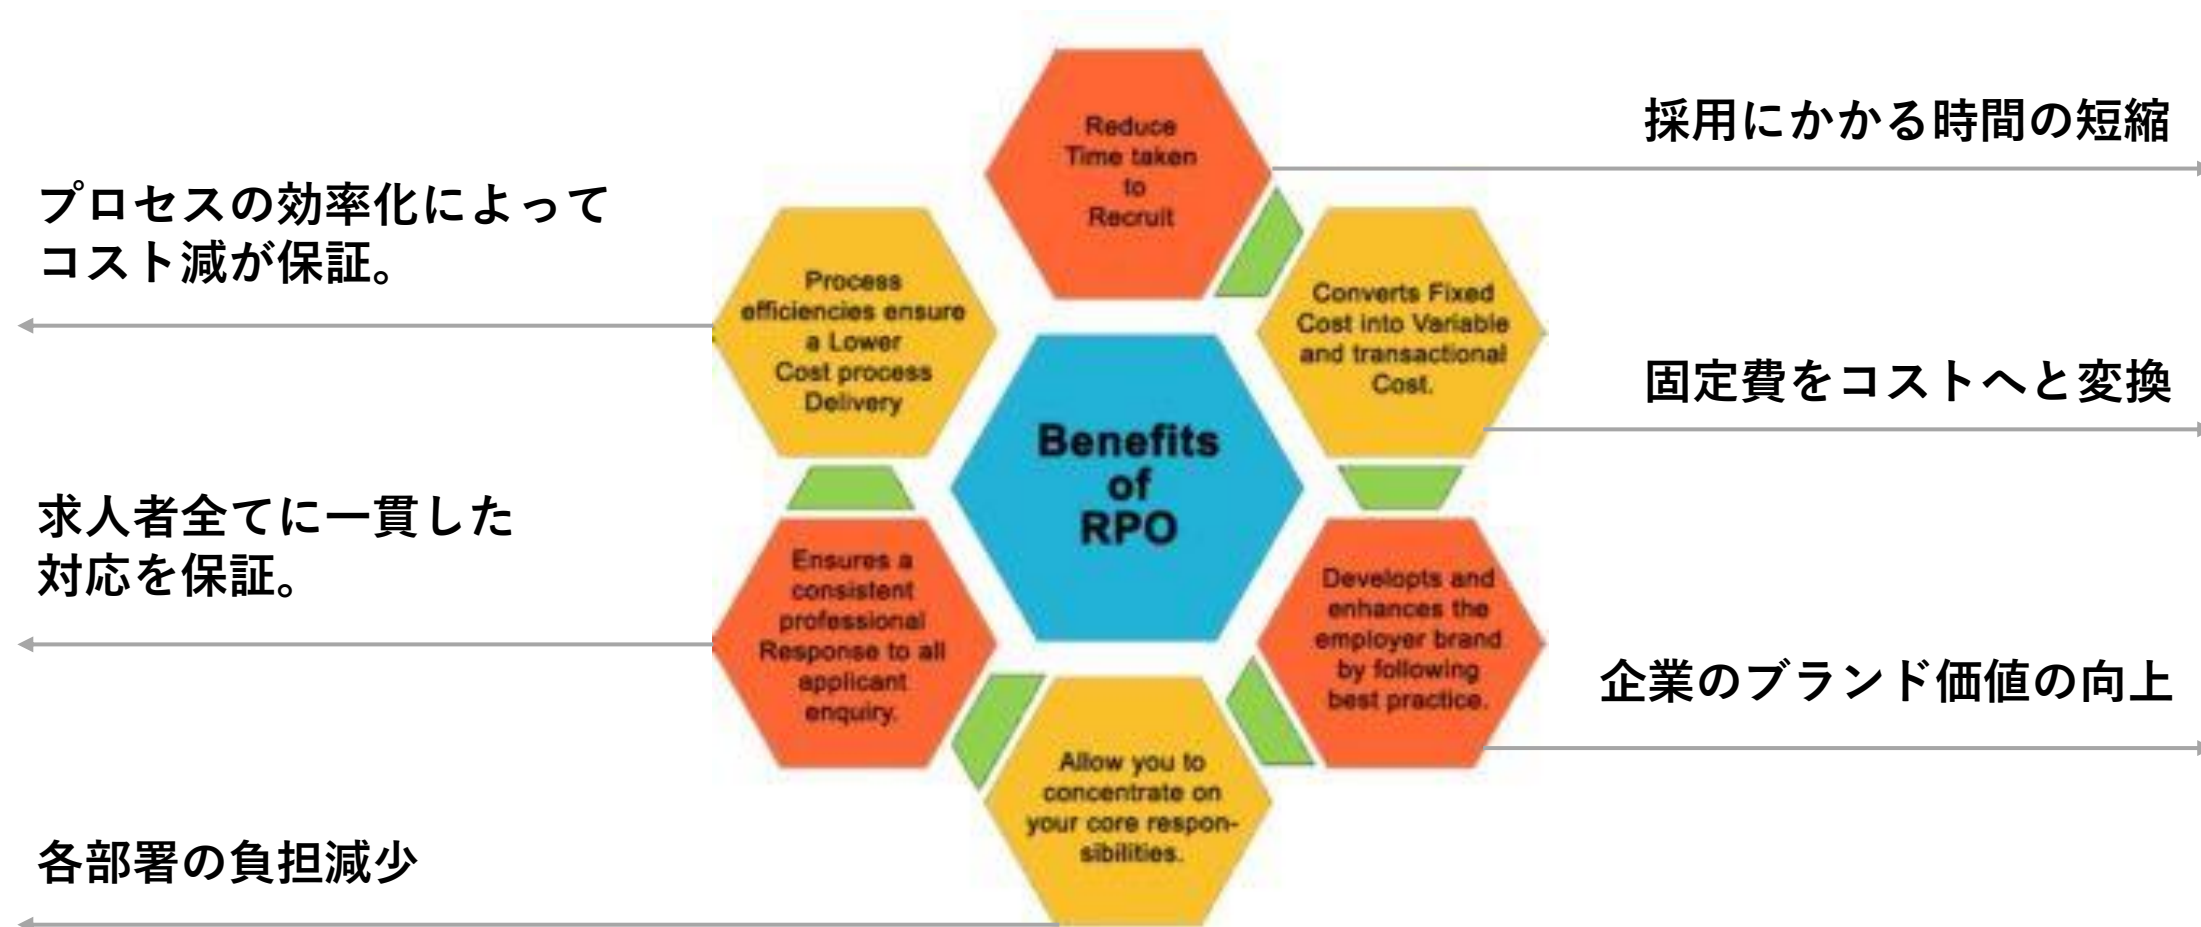 採用にかかる時間の短縮
Reduce
Time taken
to
Recruit
プロセスの効率化によって
コスト減が保証。
Process
efficiencies ensure
a Lower
Cost process
Delivery
Converts Fixed
Cost into Variable
and transactional
Cost.
固定費をコストへと変換
Benefits
of
RPO
求人者全てに一貫した
対応を保証。
Ensures a
consistent
professional
Response to all
applicant
enquiry.
Developts and
enhances the
employer brand
by following
best practice.
企業のブランド価値の向上
Allow you to
concentrate on
your core respon-
sibilities.
各部署の負担減少